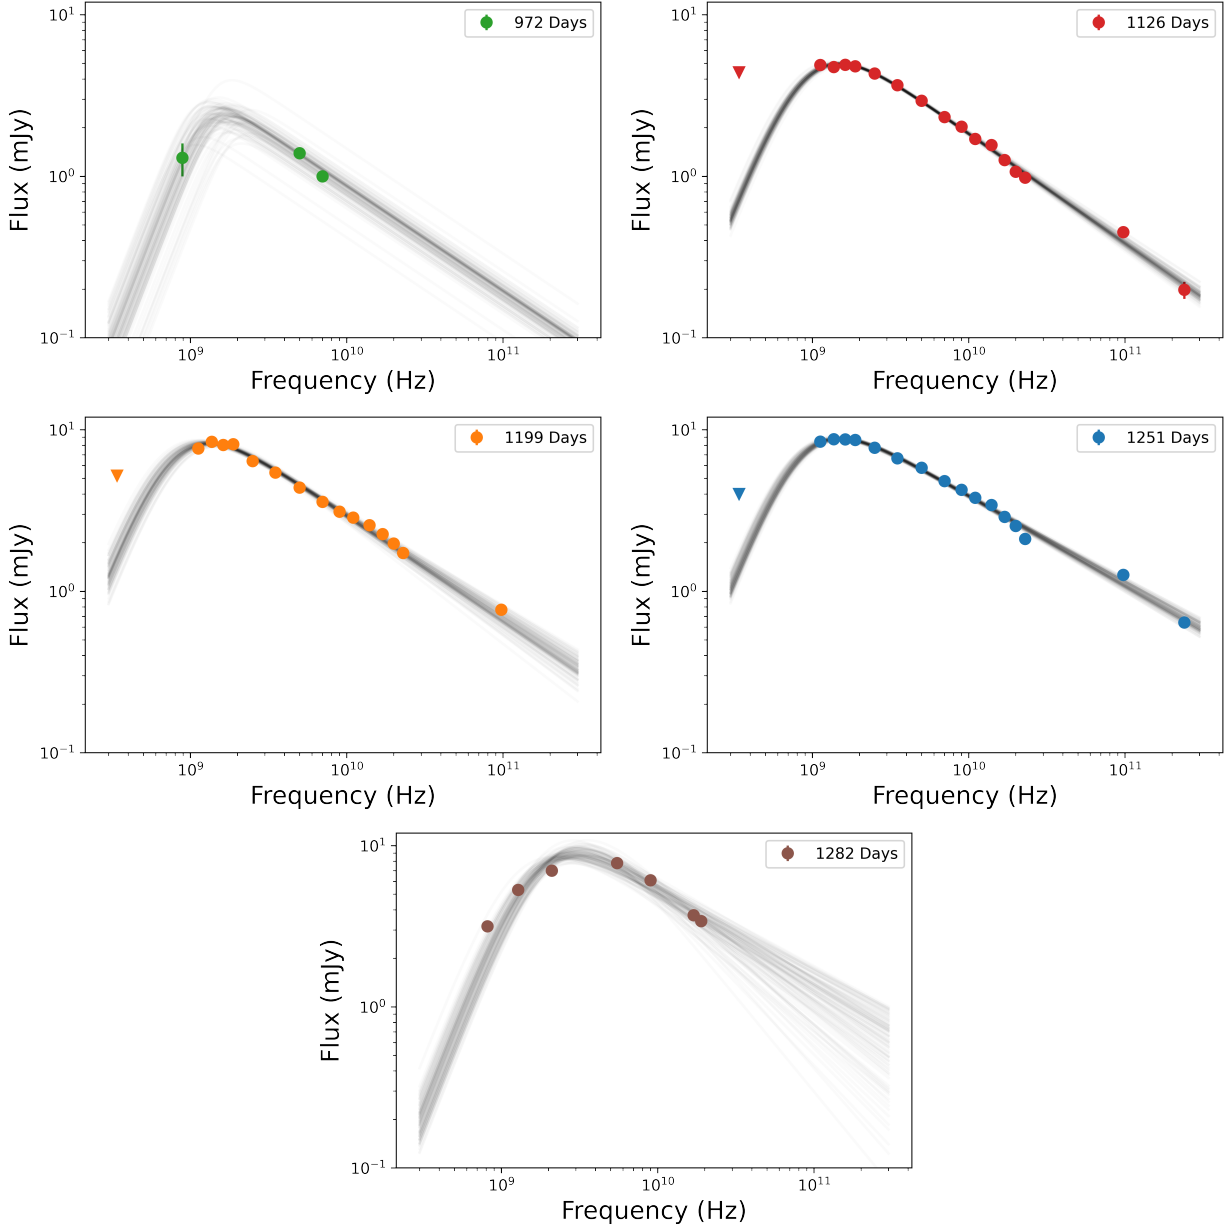 972 Days
Flux (mJy)
10¹
10⁰
10⁻¹
10⁹
10¹⁰
10¹¹
Frequency (Hz)
1126 Days
Flux (mJy)
10¹
10⁰
10⁻¹
10⁹
10¹⁰
10¹¹
Frequency (Hz)
1199 Days
Flux (mJy)
10¹
10⁰
10⁻¹
10⁹
10¹⁰
10¹¹
Frequency (Hz)
1251 Days
Flux (mJy)
10¹
10⁰
10⁻¹
10⁹
10¹⁰
10¹¹
Frequency (Hz)
1282 Days
Flux (mJy)
10¹
10⁰
10⁻¹
10⁹
10¹⁰
10¹¹
Frequency (Hz)